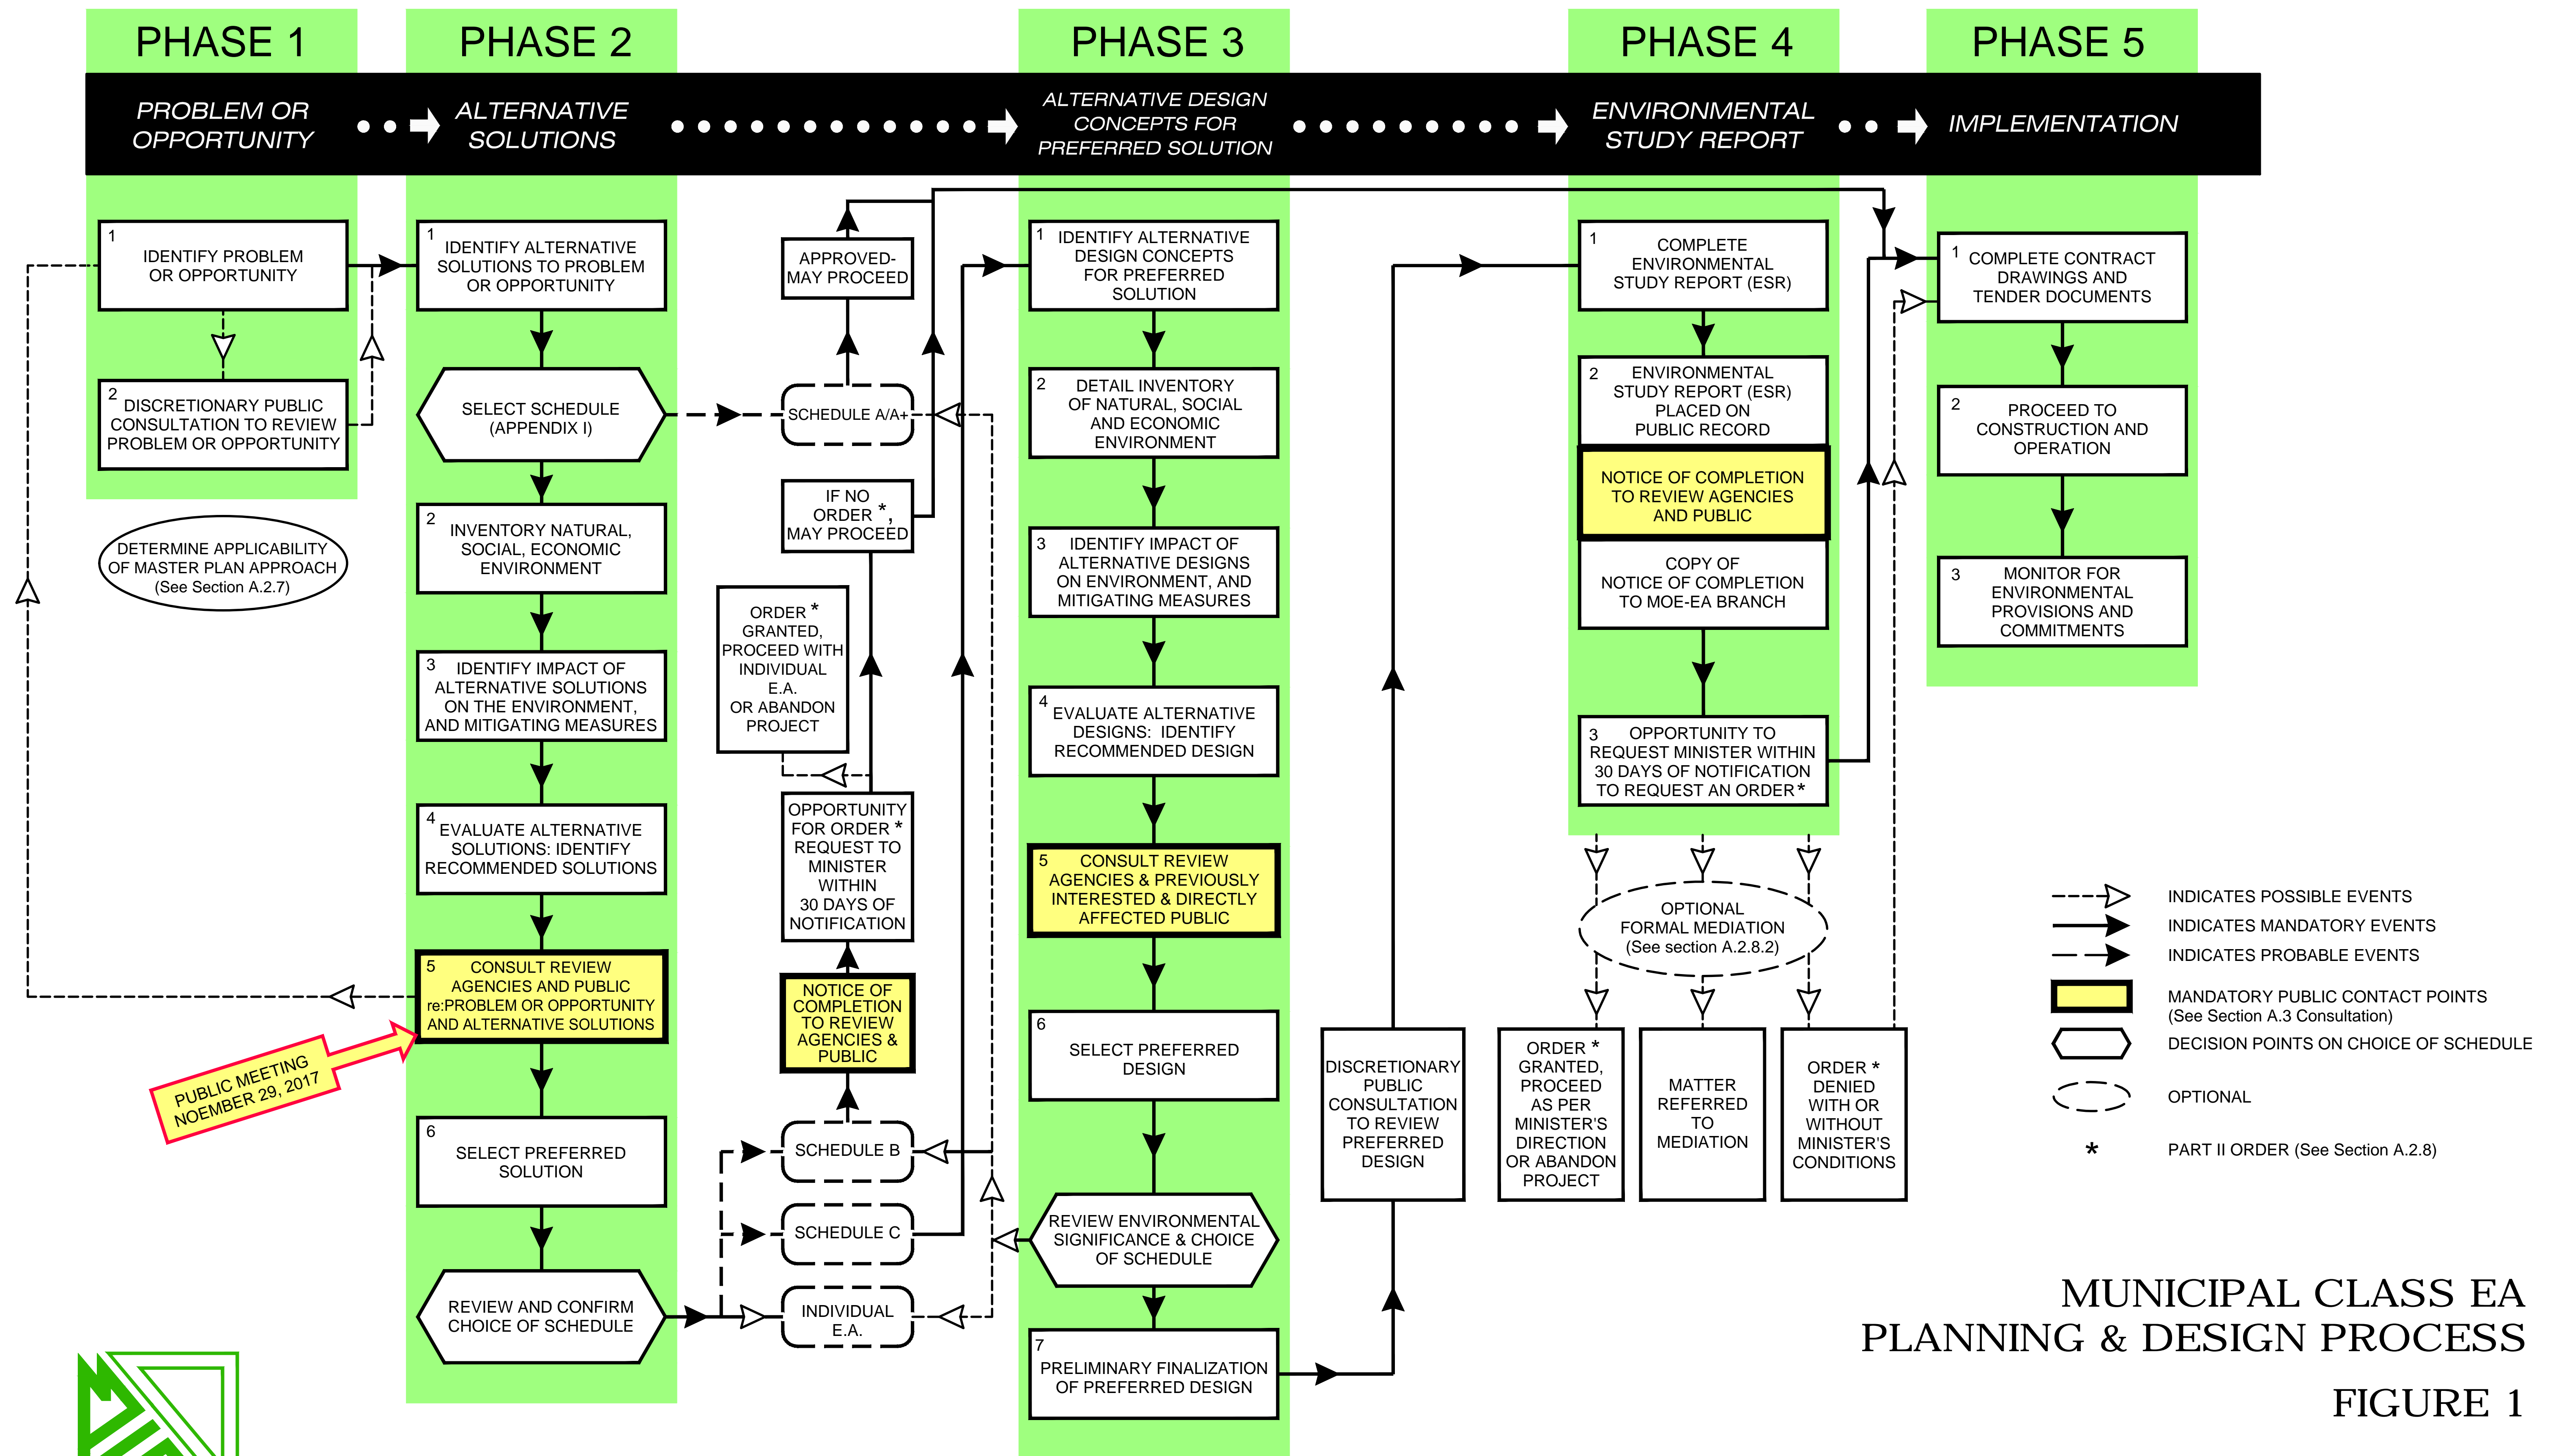 PHASE 1
PHASE 2
PHASE 3
PHASE 4
PHASE 5
PROBLEM OR
OPPORTUNITY
ALTERNATIVE
SOLUTIONS
ALTERNATIVE DESIGN
CONCEPTS FOR
PREFERRED SOLUTION
ENVIRONMENTAL
STUDY REPORT
IMPLEMENTATION
1
IDENTIFY PROBLEM
OR OPPORTUNITY
2
DISCRETIONARY PUBLIC
CONSULTATION TO REVIEW
PROBLEM OR OPPORTUNITY
DETERMINE APPLICABILITY
OF MASTER PLAN APPROACH
(See Section A.2.7)
PUBLIC MEETING
NOEMBER 29, 2017
1
IDENTIFY ALTERNATIVE
SOLUTIONS TO PROBLEM
OR OPPORTUNITY
SELECT SCHEDULE
(APPENDIX I)
2
INVENTORY NATURAL,
SOCIAL, ECONOMIC
ENVIRONMENT
3
IDENTIFY IMPACT OF
ALTERNATIVE SOLUTIONS
ON THE ENVIRONMENT,
AND MITIGATING MEASURES
4
EVALUATE ALTERNATIVE
SOLUTIONS: IDENTIFY
RECOMMENDED SOLUTIONS
5
CONSULT REVIEW
AGENCIES AND PUBLIC
re:PROBLEM OR OPPORTUNITY
AND ALTERNATIVE SOLUTIONS
6
SELECT PREFERRED
SOLUTION
REVIEW AND CONFIRM
CHOICE OF SCHEDULE
APPROVED-
MAY PROCEED
SCHEDULE A/A+
IF NO
ORDER *,
MAY PROCEED
ORDER *
GRANTED,
PROCEED WITH
INDIVIDUAL
E.A.
OR ABANDON
PROJECT
OPPORTUNITY
FOR ORDER *
REQUEST TO
MINISTER
WITHIN
30 DAYS OF
NOTIFICATION
NOTICE OF
COMPLETION
TO REVIEW
AGENCIES &
PUBLIC
SCHEDULE B
SCHEDULE C
INDIVIDUAL
E.A.
1
IDENTIFY ALTERNATIVE
DESIGN CONCEPTS
FOR PREFERRED
SOLUTION
2
DETAIL INVENTORY
OF NATURAL, SOCIAL
AND ECONOMIC
ENVIRONMENT
3
IDENTIFY IMPACT OF
ALTERNATIVE DESIGNS
ON ENVIRONMENT, AND
MITIGATING MEASURES
4
EVALUATE ALTERNATIVE
DESIGNS: IDENTIFY
RECOMMENDED DESIGN
5
CONSULT REVIEW
AGENCIES & PREVIOUSLY
INTERESTED & DIRECTLY
AFFECTED PUBLIC
6
SELECT PREFERRED
DESIGN
REVIEW ENVIRONMENTAL
SIGNIFICANCE & CHOICE
OF SCHEDULE
7
PRELIMINARY FINALIZATION
OF PREFERRED DESIGN
DISCRETIONARY
PUBLIC
CONSULTATION
TO REVIEW
PREFERRED
DESIGN
1
COMPLETE
ENVIRONMENTAL
STUDY REPORT (ESR)
2
ENVIRONMENTAL
STUDY REPORT (ESR)
PLACED ON
PUBLIC RECORD
NOTICE OF COMPLETION
TO REVIEW AGENCIES
AND PUBLIC
COPY OF
NOTICE OF COMPLETION
TO MOE-EA BRANCH
3
OPPORTUNITY TO
REQUEST MINISTER WITHIN
30 DAYS OF NOTIFICATION
TO REQUEST AN ORDER*
OPTIONAL
FORMAL MEDIATION
(See section A.2.8.2)
ORDER *
GRANTED,
PROCEED
AS PER
MINISTER'S
DIRECTION
OR ABANDON
PROJECT
MATTER
REFERRED
TO
MEDIATION
ORDER *
DENIED
WITH OR
WITHOUT
MINISTER'S
CONDITIONS
1
COMPLETE CONTRACT
DRAWINGS AND
TENDER DOCUMENTS
2
PROCEED TO
CONSTRUCTION AND
OPERATION
3
MONITOR FOR
ENVIRONMENTAL
PROVISIONS AND
COMMITMENTS
INDICATES POSSIBLE EVENTS
INDICATES MANDATORY EVENTS
INDICATES PROBABLE EVENTS
MANDATORY PUBLIC CONTACT POINTS
(See Section A.3 Consultation)
DECISION POINTS ON CHOICE OF SCHEDULE
OPTIONAL
* PART II ORDER (See Section A.2.8)
MUNICIPAL CLASS EA
PLANNING & DESIGN PROCESS
FIGURE 1